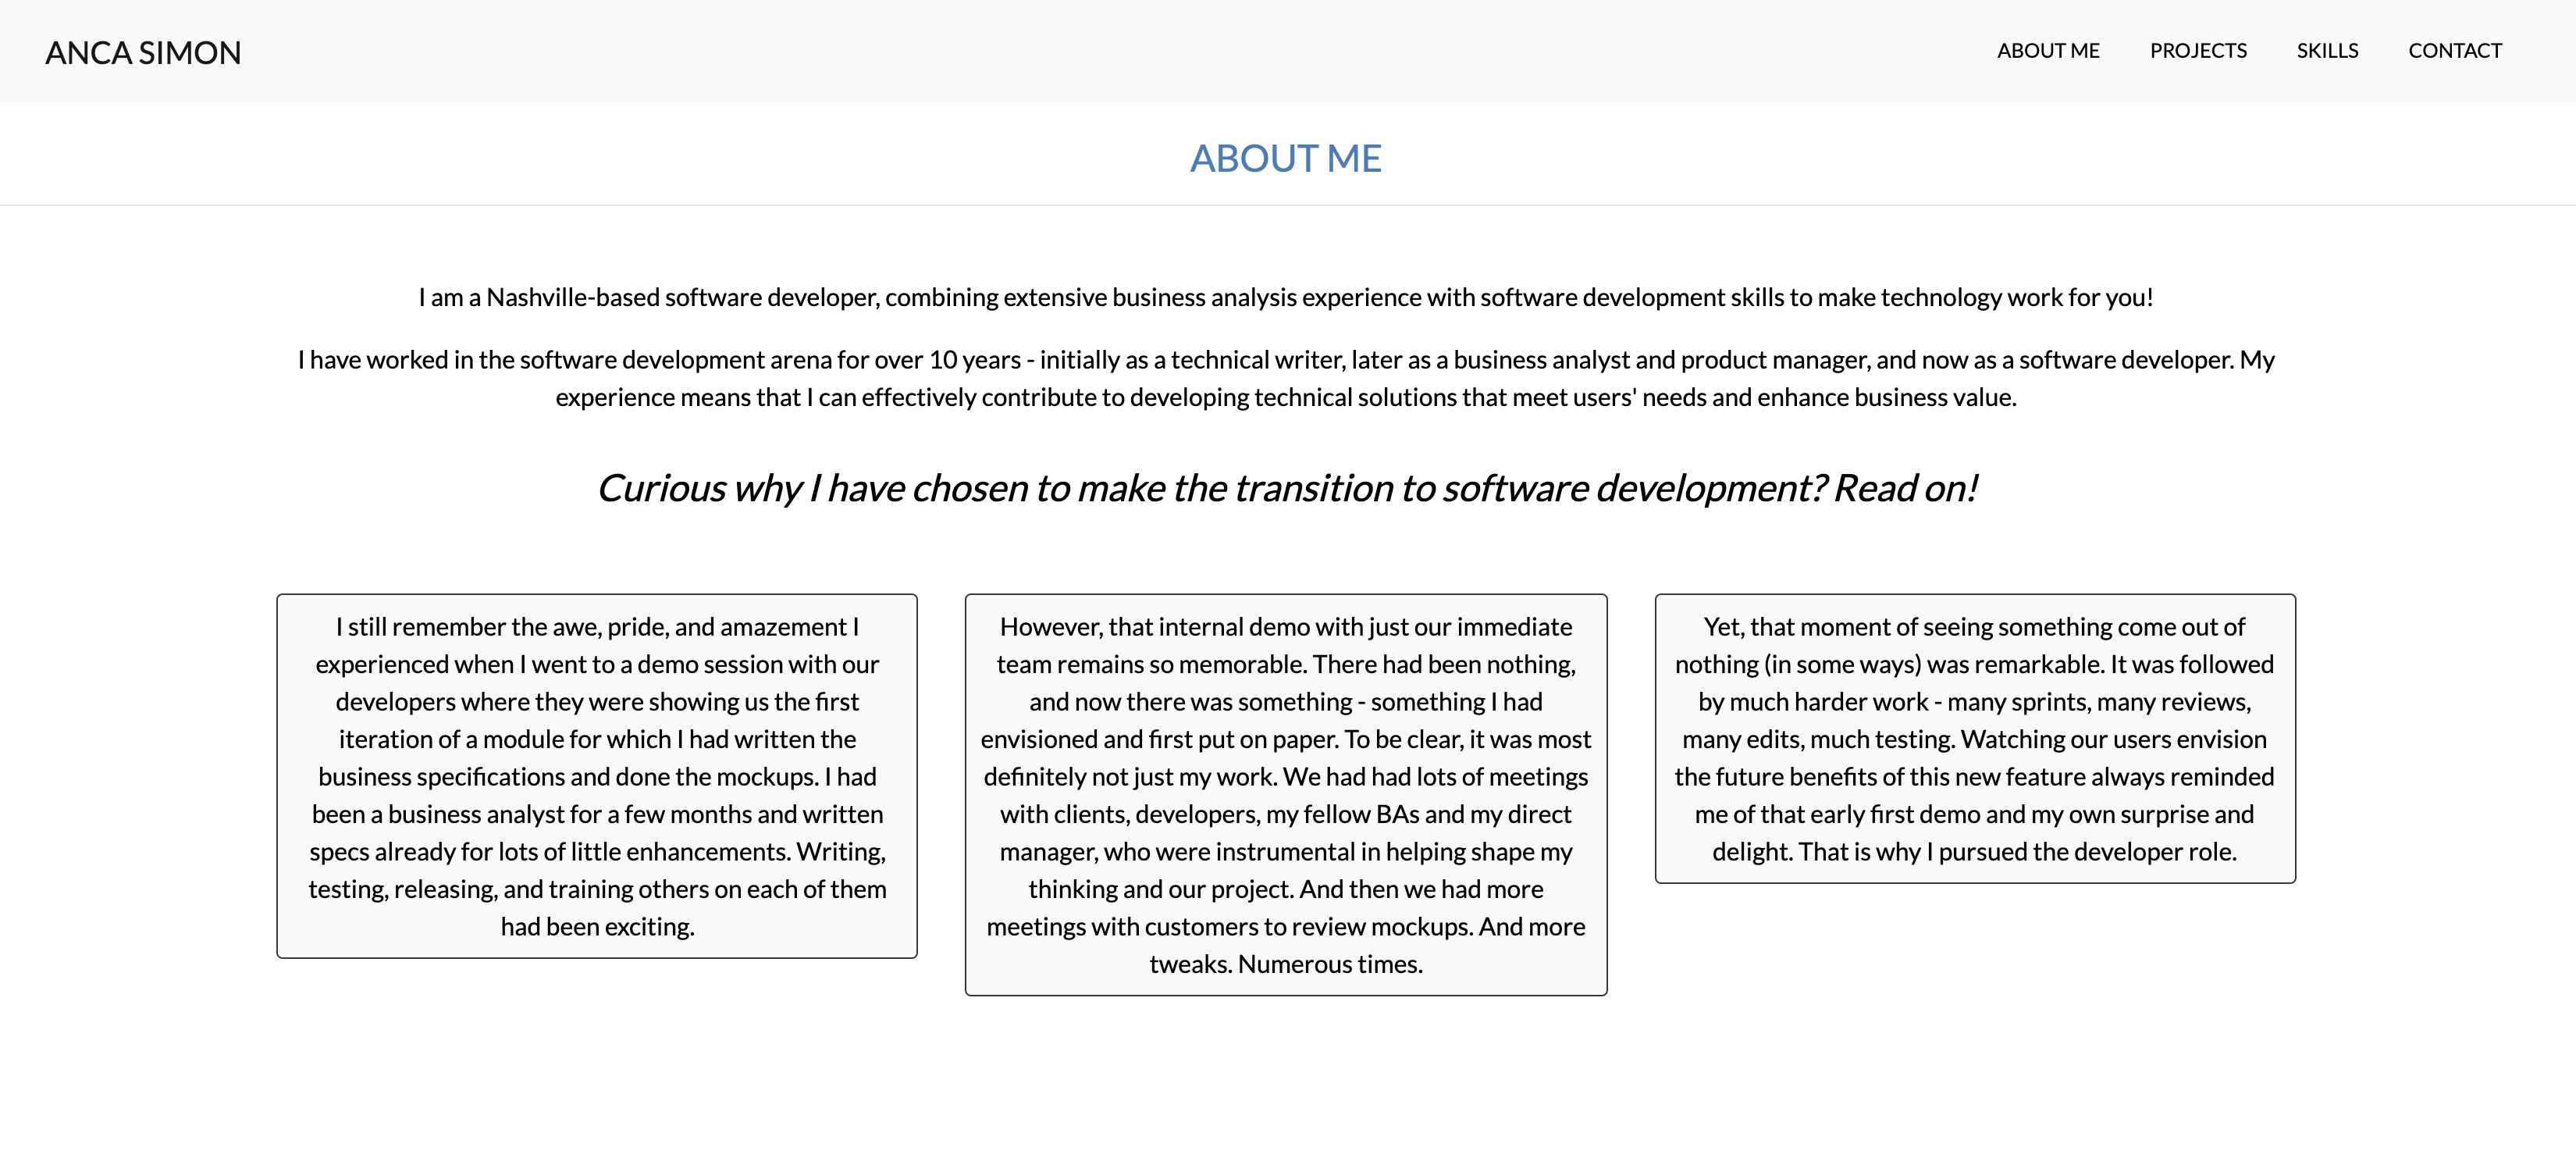 ANCA SIMON
ABOUT ME
PROJECTS
SKILLS
CONTACT
ABOUT ME
I am a Nashville-based software developer, combining extensive business analysis experience with software development skills to make technology work for you!
I have worked in the software development arena for over 10 years - initially as a technical writer, later as a business analyst and product manager, and now as a software developer. My
experience means that I can effectively contribute to developing technical solutions that meet users' needs and enhance business value.
Curious why I have chosen to make the transition to software development? Read on!
I still remember the awe, pride, and amazement I
experienced when I went to a demo session with our
developers where they were showing us the first
iteration of a module for which I had written the
business specifications and done the mockups. I had
been a business analyst for a few months and written
specs already for lots of little enhancements. Writing,
testing, releasing, and training others on each of them
had been exciting.
However, that internal demo with just our immediate
team remains so memorable. There had been nothing,
and now there was something - something I had
envisioned and first put on paper. To be clear, it was most
definitely not just my work. We had had lots of meetings
with clients, developers, my fellow BAs and my direct
manager, who were instrumental in helping shape my
thinking and our project. And then we had more
meetings with customers to review mockups. And more
tweaks. Numerous times.
Yet, that moment of seeing something come out of
nothing (in some ways) was remarkable. It was followed
by much harder work - many sprints, many reviews,
many edits, much testing. Watching our users envision
the future benefits of this new feature always reminded
me of that early first demo and my own surprise and
delight. That is why I pursued the developer role.